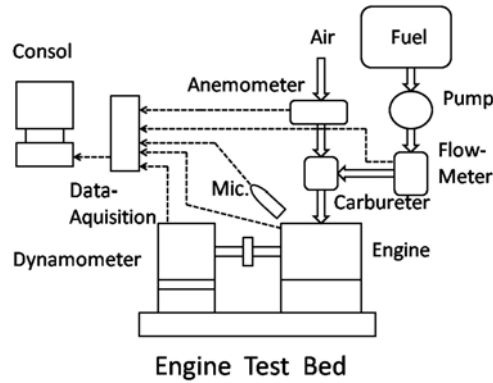 Consol
Air
Fuel
Anemometer
Pump
Flow-
Meter
Data-
Aquisition
Mic.
Carbureter
Dynamometer
Engine
Engine Test Bed